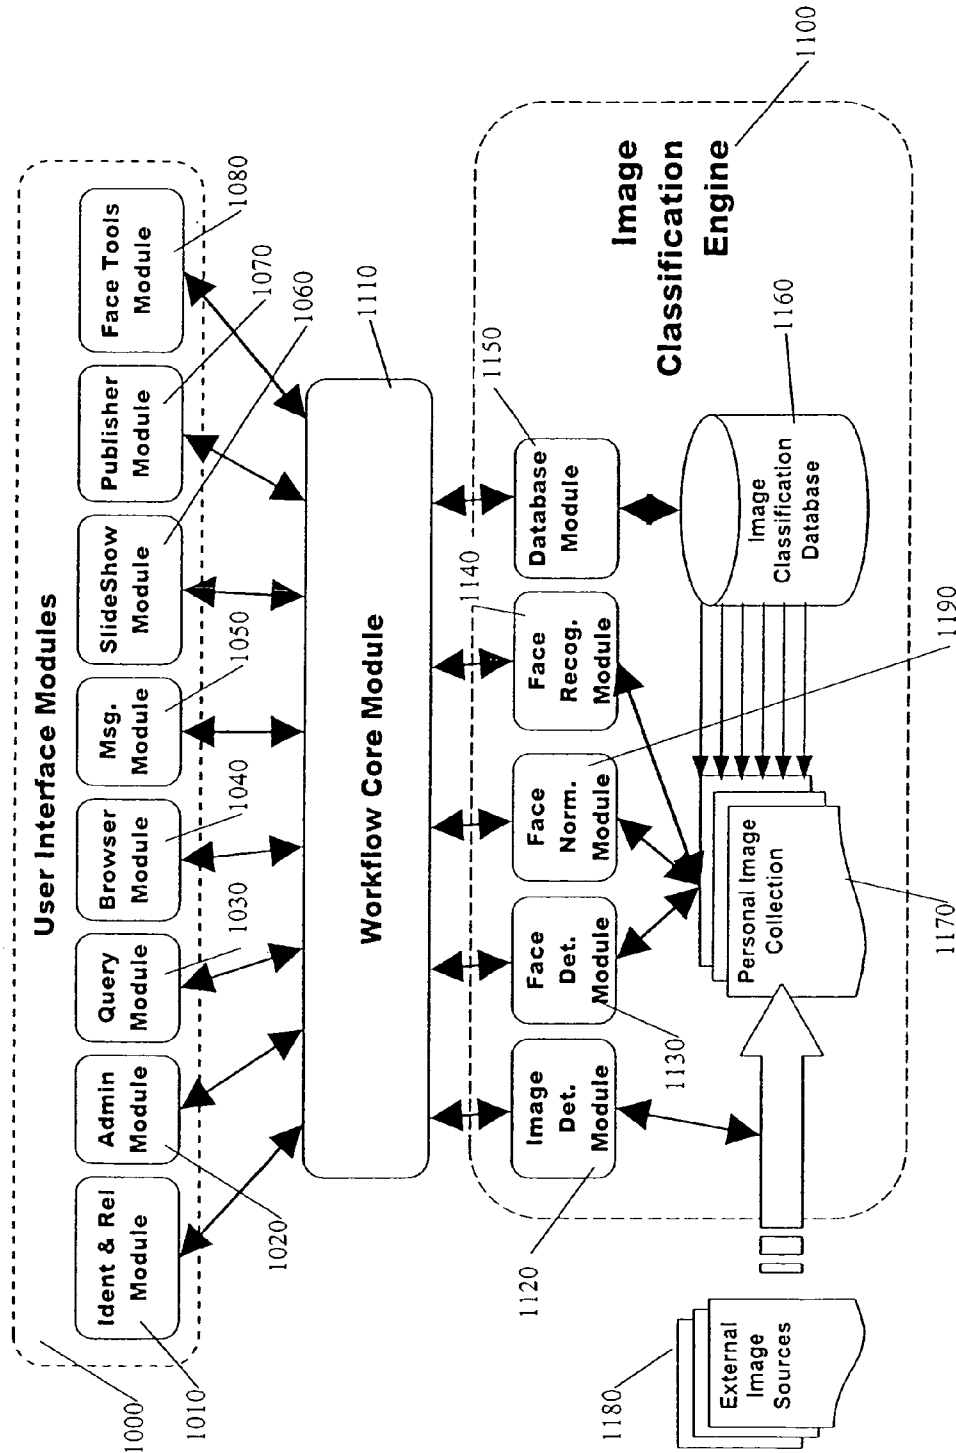 User Interface Modules
1000
Ident & Rel
Module
1010
Admin
Module
1020
Query
Module
1030
Browser
Module
1040
Msg.
Module
1050
SlideShow
Module
1060
Publisher
Module
1070
Face Tools
Module
1080
Workflow Core Module
1110
Image
Det.
Module
1120
Face
Det.
Module
1130
Face
Norm.
Module
1190
Face
Recog.
Module
1140
Database
Module
1150
Image
Classification
Engine
1100
Image
Classification
Database
1160
Personal Image
Collection
1170
External
Image
Sources
1180